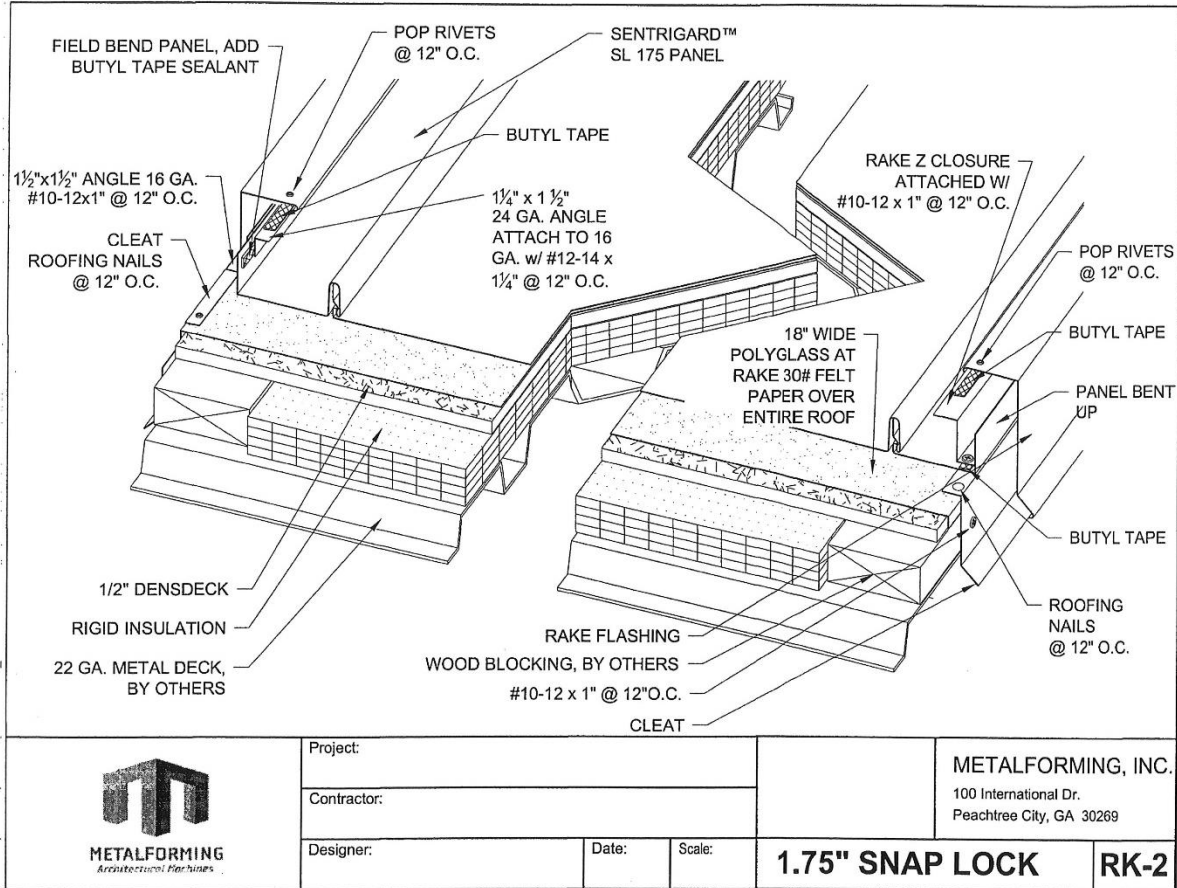 FIELD BEND PANEL, ADD
BUTYL TAPE SEALANT
POP RIVETS
@ 12" O.C.
SENTRIGARD™
SL 175 PANEL
BUTYL TAPE
1½"x1½" ANGLE 16 GA.
#10-12x1" @ 12" O.C.
CLEAT
ROOFING NAILS
@ 12" O.C.
1¼" x 1 ½"
24 GA. ANGLE
ATTACH TO 16
GA. w/ #12-14 x
1¼" @ 12" O.C.
RAKE Z CLOSURE
ATTACHED W/
#10-12 x 1" @ 12" O.C.
POP RIVETS
@ 12" O.C.
BUTYL TAPE
PANEL BENT
UP
18" WIDE
POLYGLASS AT
RAKE 30# FELT
PAPER OVER
ENTIRE ROOF
BUTYL TAPE
ROOFING
NAILS
@ 12" O.C.
1/2" DENSDECK
RIGID INSULATION
22 GA. METAL DECK,
BY OTHERS
RAKE FLASHING
WOOD BLOCKING, BY OTHERS
#10-12 x 1" @ 12"O.C.
CLEAT
METALFORMING
Architectural Machines
Project:
Contractor:
Designer:
Date:
Scale:
METALFORMING, INC.
100 International Dr.
Peachtree City, GA 30269
1.75" SNAP LOCK
RK-2